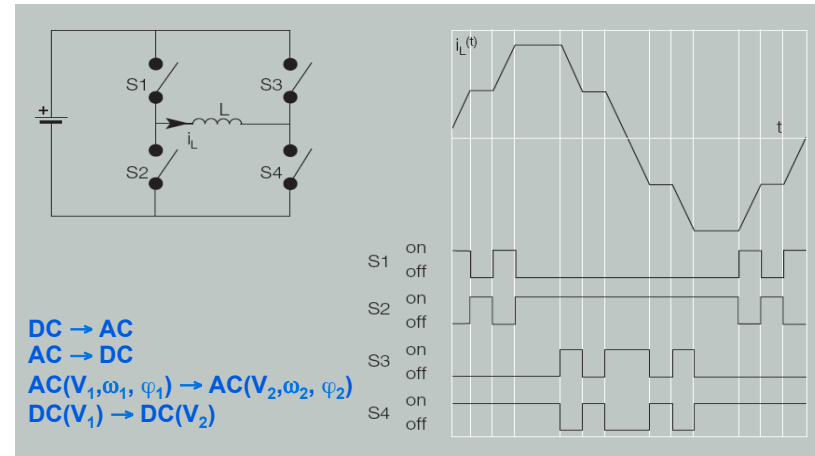 +
S1
S3
L
i_L
S2
S4
i_L(t)
t
S1 on
off
S2 on
off
S3 on
off
S4 on
off
DC → AC
AC → DC
AC(V₁,ω₁, φ₁) → AC(V₂,ω₂, φ₂)
DC(V₁) → DC(V₂)